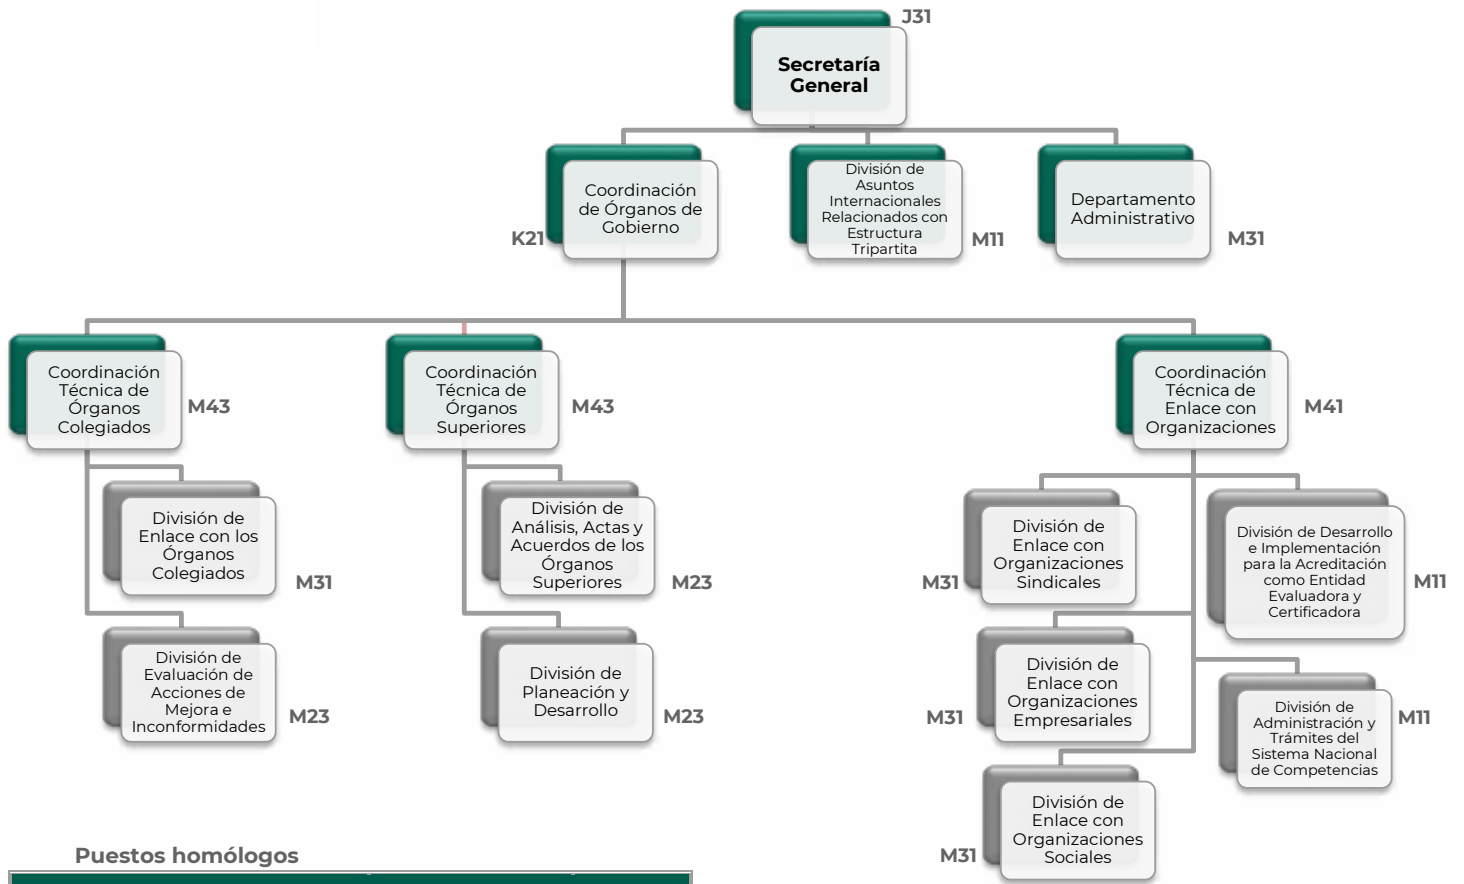 J31
Secretaría
General
Coordinación
de Órganos de
Gobierno
K21
División de
Asuntos
Internacionales
Relacionados con
Estructura
Tripartita
M11
Departamento
Administrativo
M31
Coordinación
Técnica de
Órganos
Colegiados
M43
Coordinación
Técnica de
Órganos
Superiores
M43
Coordinación
Técnica de
Enlace con
Organizaciones
M41
División de
Enlace con los
Órganos
Colegiados
M31
División de
Análisis, Actas y
Acuerdos de los
Órganos
Superiores
M23
División de
Enlace con
Organizaciones
Sindicales
M31
División de Desarrollo
e Implementación
para la Acreditación
como Entidad
Evaluadora y
Certificadora
M11
División de
Evaluación de
Acciones de
Mejora e
Inconformidades
M23
División de
Planeación y
Desarrollo
M23
División de
Enlace con
Organizaciones
Empresariales
M31
División de
Administración y
Trámites del
Sistema Nacional
de Competencias
M11
División de
Enlace con
Organizaciones
Sociales
M31
Puestos homólogos